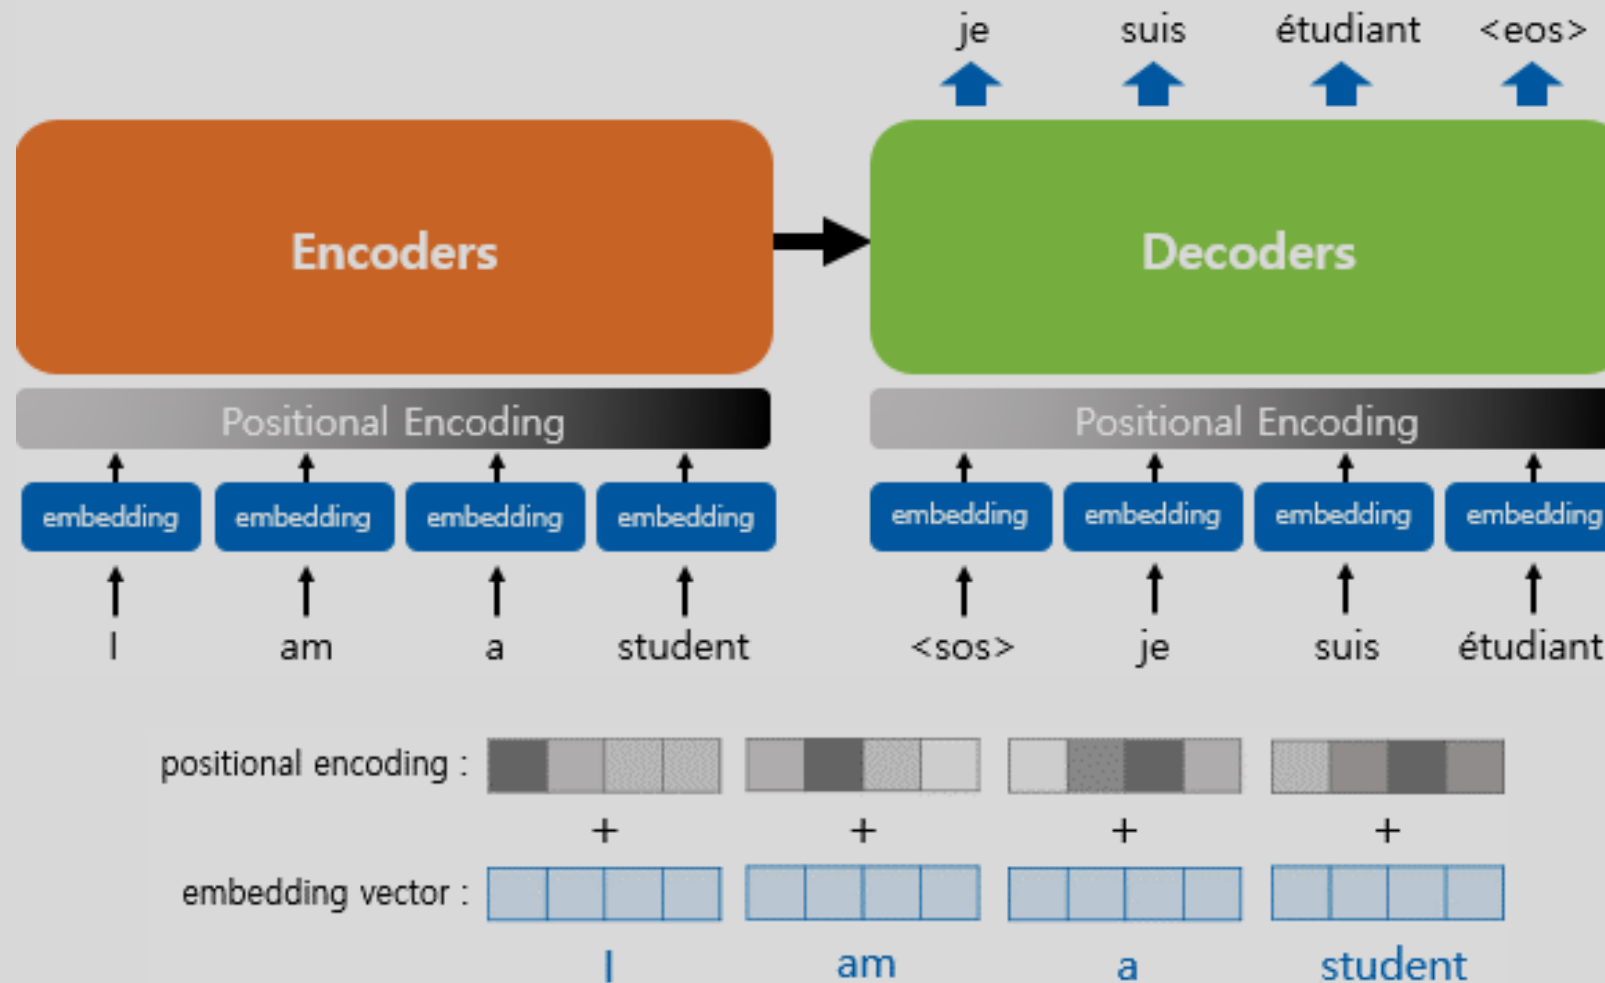 je suis étudiant <eos>
Encoders Decoders
Positional Encoding Positional Encoding
embedding embedding embedding embedding embedding embedding embedding embedding
I am a student <sos> je suis étudiant
positional encoding :
+ + + +
embedding vector :
I am a student